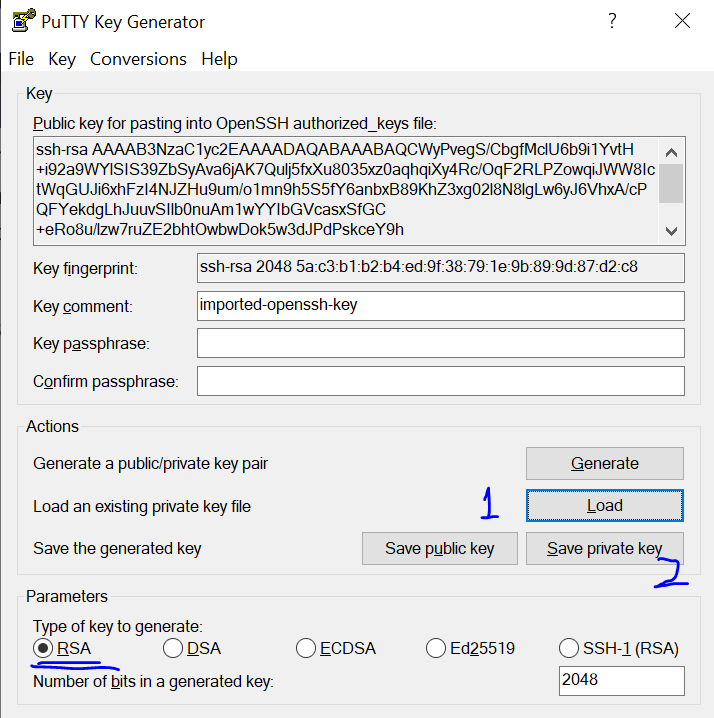 PuTTY Key Generator
File Key Conversions Help
Key
Public key for pasting into OpenSSH authorized_keys file:
ssh-rsa AAAAB3NzaC1yc2EAAAADAQABAAABAQCWyPvegS/CbgfMclU6b9i1YvtH
+i92a9WYlSIS39ZbSyAva6jAK7Qulj5fxXu8035xz0aqhqiXy4Rc/OqF2RLPZowqiJWW8Ic
tWqGUJi6xhFzI4NJZHu9um/o1mn9h5S5fY6anbxB89KhZ3xg02I8N8lgLw6yJ6VhxA/cP
QFYekdgLhJuuvSIlb0nuAm1wYYIbGVcasxSfGC
+eRo8u/lzw7ruZE2bhtOwbwDok5w3dJPdPskceY9h
Key fingerprint: ssh-rsa 2048 5a:c3:b1:b2:b4:ed:9f:38:79:1e:9b:89:9d:87:d2:c8
Key comment: imported-openssh-key
Key passphrase:
Confirm passphrase:
Actions
Generate a public/private key pair Generate
Load an existing private key file 1 Load
Save the generated key Save public key Save private key
2
Parameters
Type of key to generate:
RSA DSA ECDSA Ed25519 SSH-1 (RSA)
Number of bits in a generated key: 2048